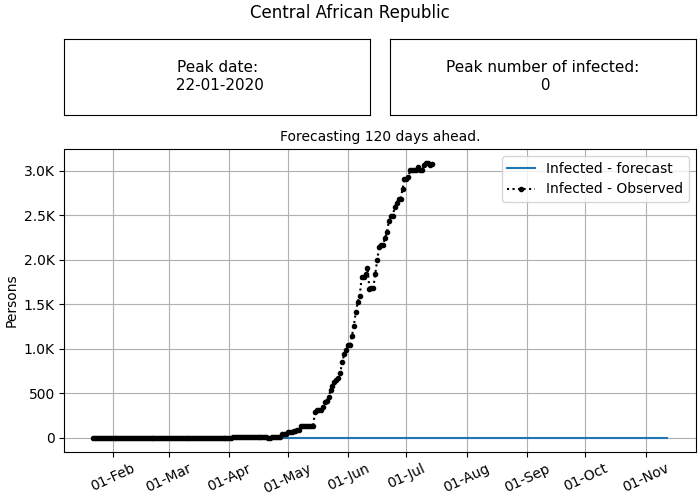 Central African Republic
Peak date:
22-01-2020
Peak number of infected:
0
Forecasting 120 days ahead.
Infected - forecast
Infected - Observed
3.0K
2.5K
2.0K
1.5K
1.0K
500
0
Persons
01-Feb
01-Mar
01-Apr
01-May
01-Jun
01-Jul
01-Aug
01-Sep
01-Oct
01-Nov